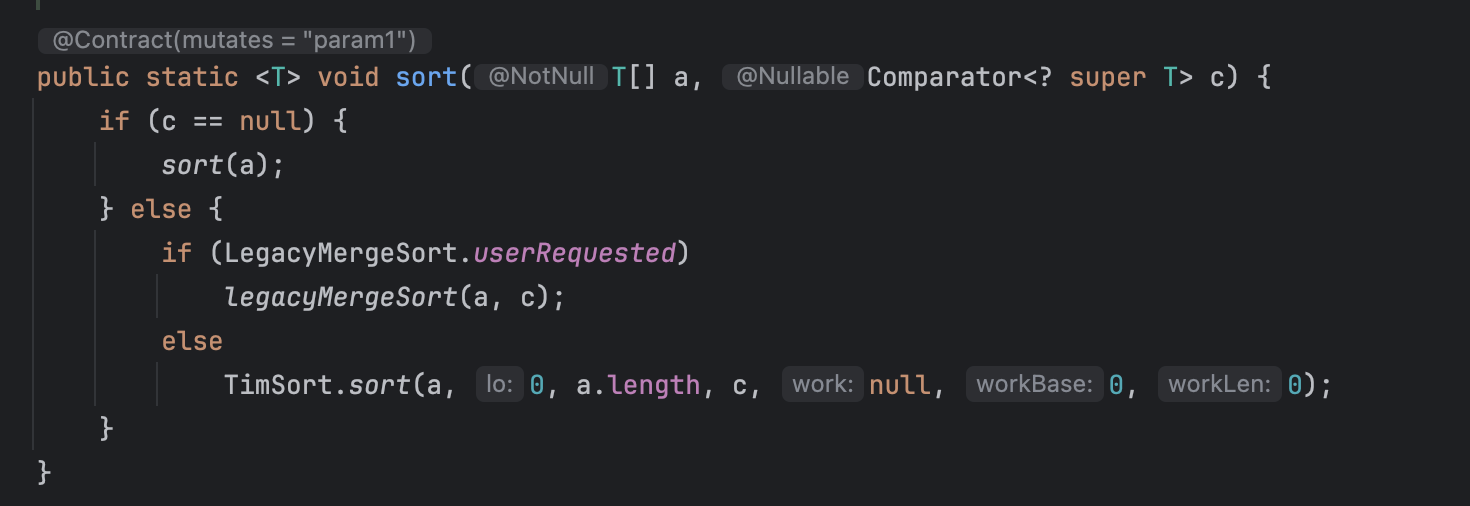 @Contract(mutates = "param1")
public static <T> void sort( @NotNull T[] a, @Nullable Comparator<? super T> c) {
if (c == null) {
sort(a);
} else {
if (LegacyMergeSort.userRequested)
legacyMergeSort(a, c);
else
TimSort.sort(a, lo: 0, a.length, c, work: null, workBase: 0, workLen: 0);
}
}